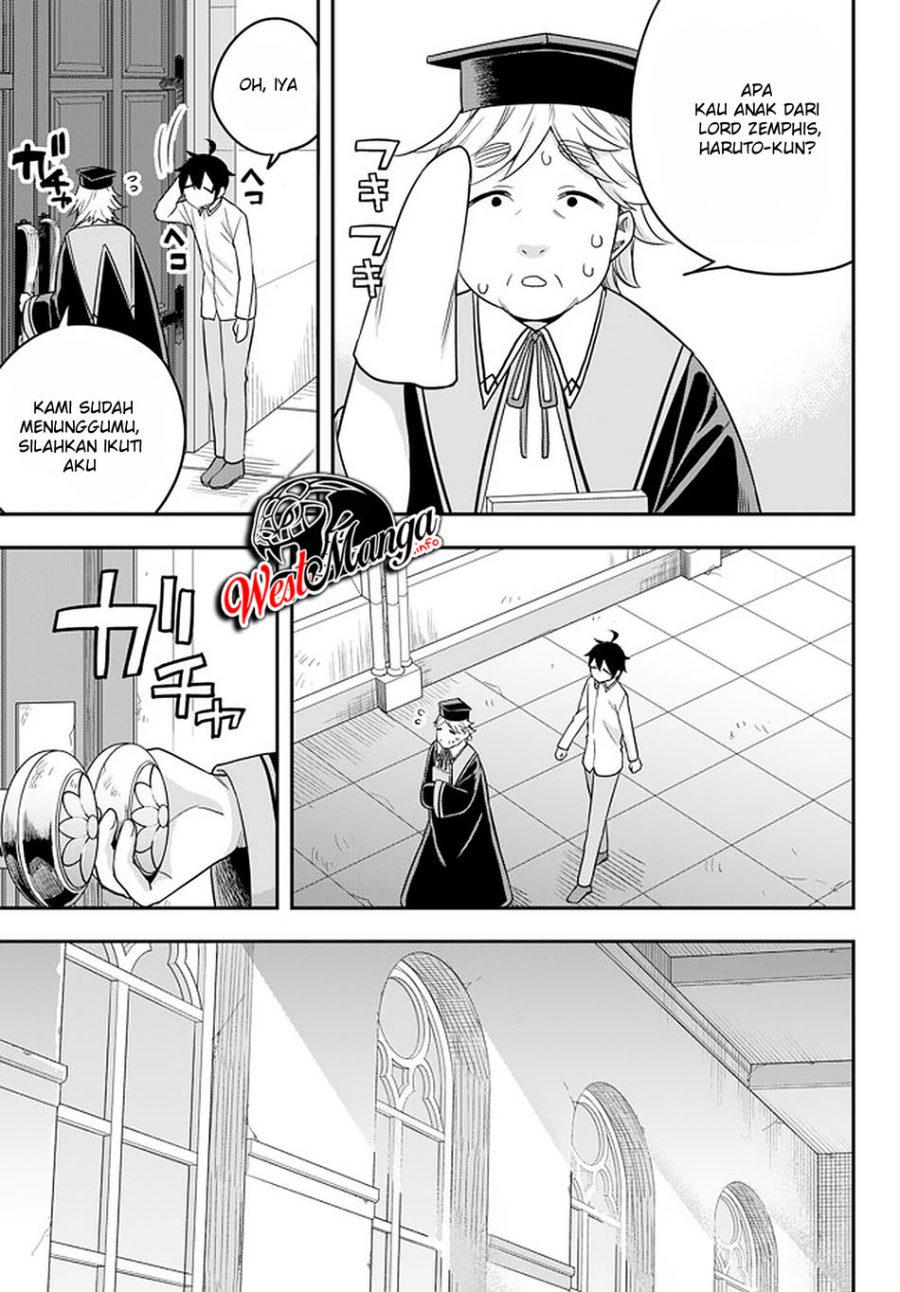 APA
KAU ANAK DARI
LORD ZEMPHIS,
HARUTO-KUN?
フキ
フキ
OH, IYA
ヘコ
ヘコ
ガチャ
KAMI SUDAH
MENUNGGUMU,
SILAHKAN IKUTI
AKU
WestManga
.info
ガチャ